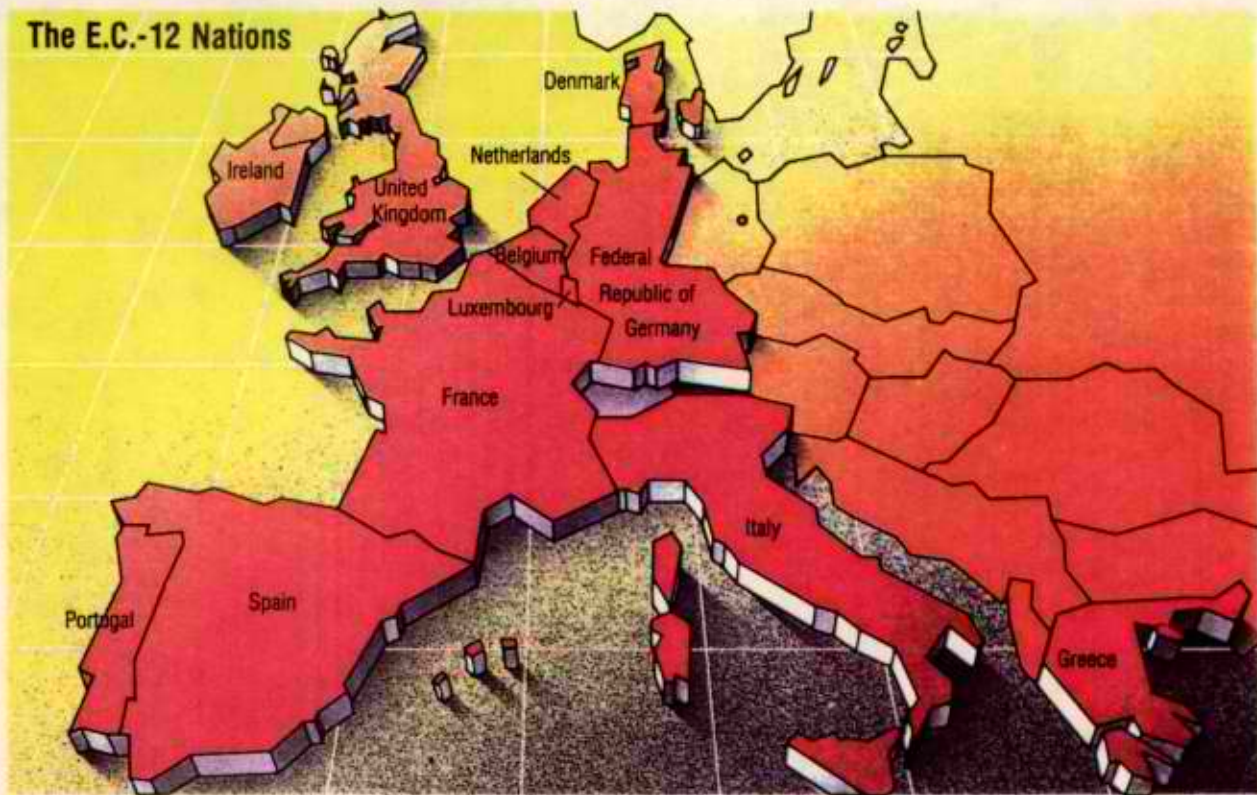 The E.C.-12 Nations
Denmark
Netherlands
Ireland
United
Kingdom
Belgium
Federal
Republic of
Germany
Luxembourg
France
Italy
Spain
Portugal
Greece